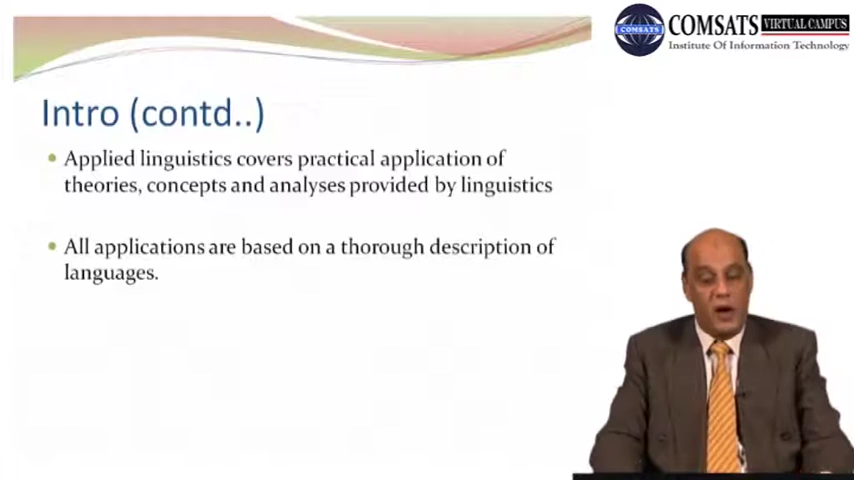 COMSATS
COMSATS VIRTUAL CAMPUS
Institute Of Information Technology
Intro (contd..)
Applied linguistics covers practical application of
theories, concepts and analyses provided by linguistics
All applications are based on a thorough description of
languages.